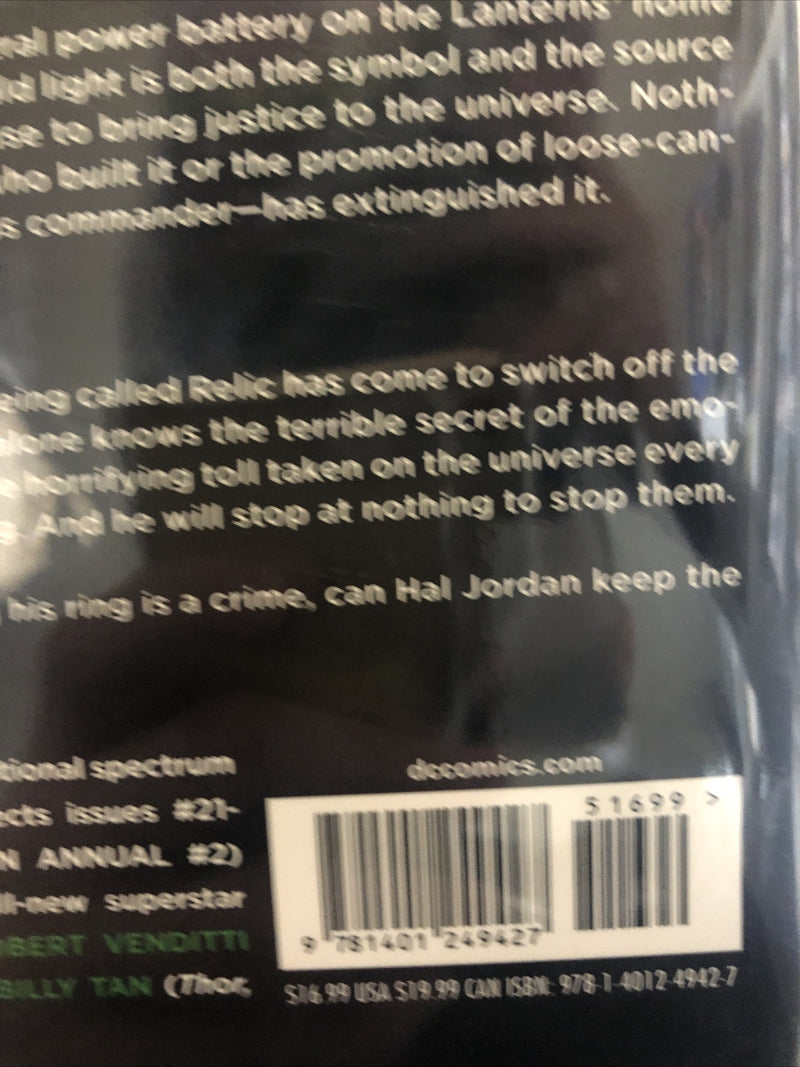 ral power battery on the Lanterns' home
id light is both the symbol and the source
se to bring justice to the universe. Noth-
ho built it or the promotion of loose-can-
s commander—has extinguished it.
eing called Relic has come to switch off the
alone knows the terrible secret of the emo-
e horrifying toll taken on the universe every
g. And he will stop at nothing to stop them.
his ring is a crime, can Hal Jordan keep the
tional spectrum
ects issues #21-
N ANNUAL #2)
ll-new superstar
OBERT VENDITTI
BILLY TAN (Thor,
dccomics.com
51699 >
9 781401 249427
$16.99 USA $19.99 CAN ISBN: 978-1-4012-4942-7